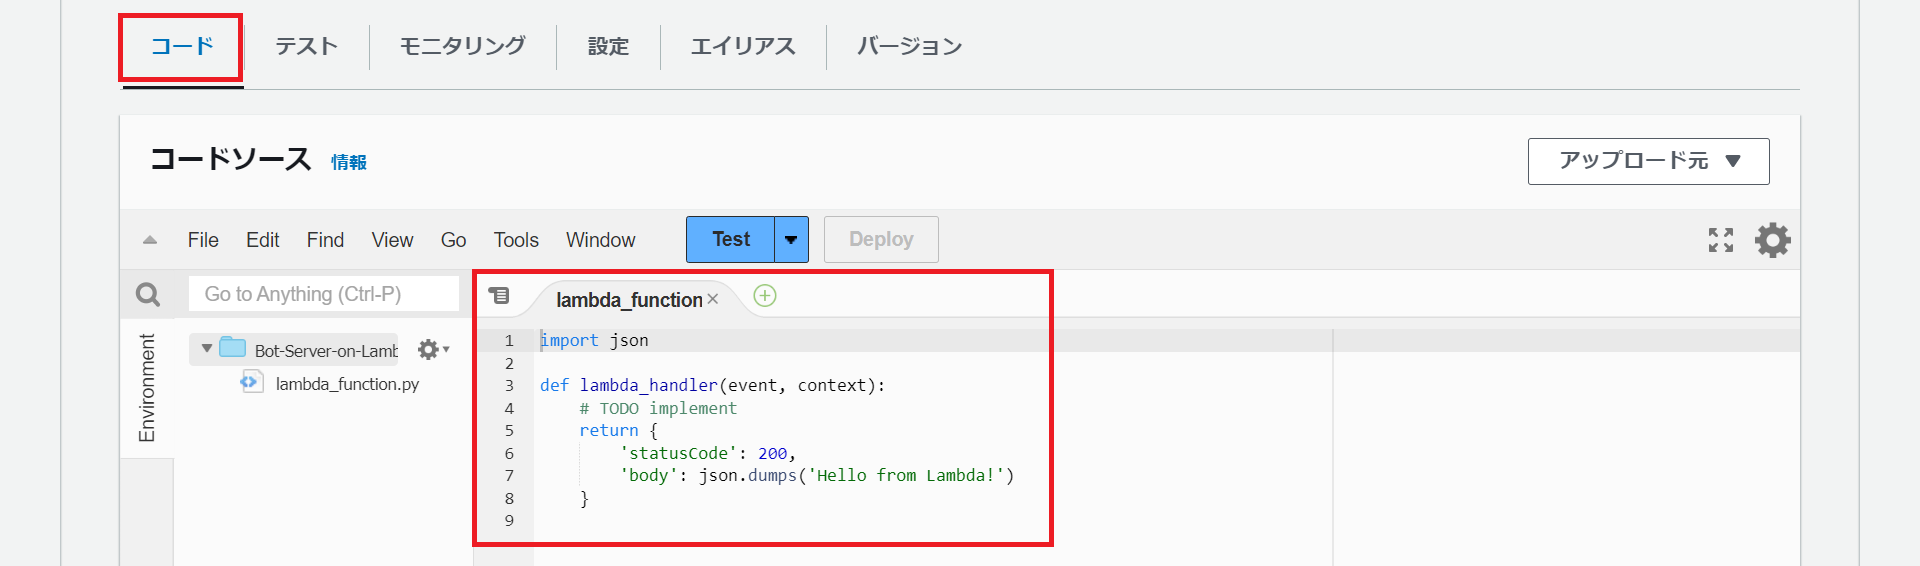 コード テスト モニタリング 設定 エイリアス バージョン
コードソース 情報 アップロード元
File Edit Find View Go Tools Window Test Deploy
Go to Anything (Ctrl-P)
lambda_function
Environment
Bot-Server-on-Lamb
lambda_function.py
1 import json
2
3 def lambda_handler(event, context):
4     # TODO implement
5     return {
6         'statusCode': 200,
7         'body': json.dumps('Hello from Lambda!')
8     }
9